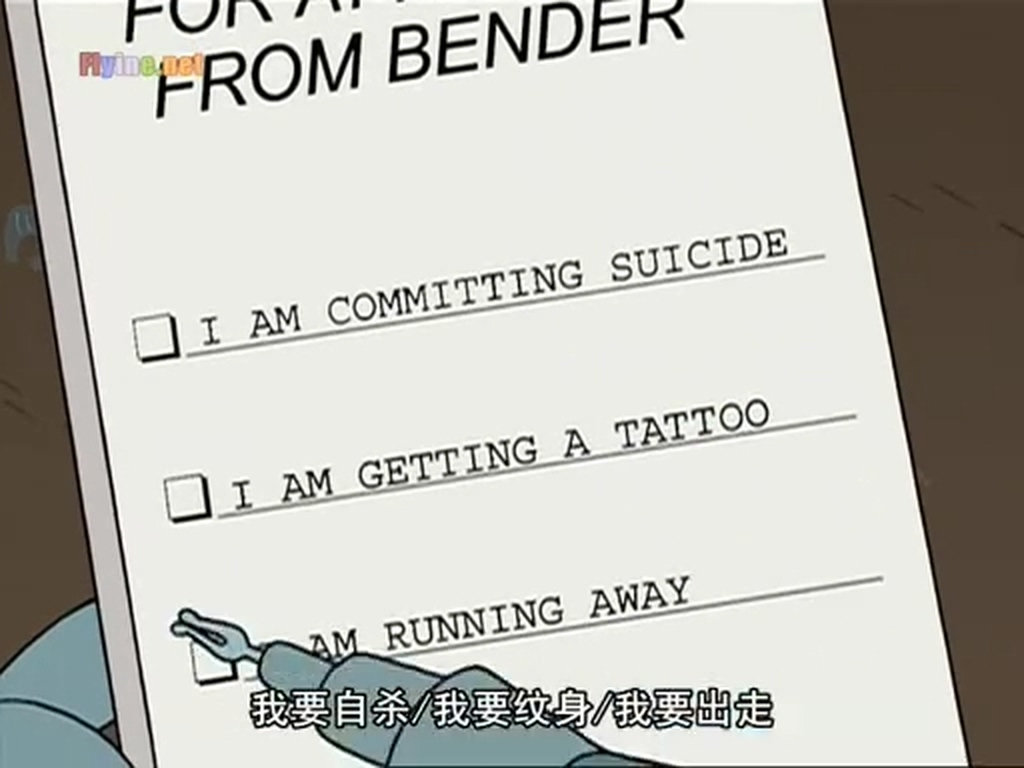 FOR
FROM BENDER
Flyine.net
I AM COMMITTING SUICIDE
I AM GETTING A TATTOO
AM RUNNING AWAY
我要自杀/我要纹身/我要出走